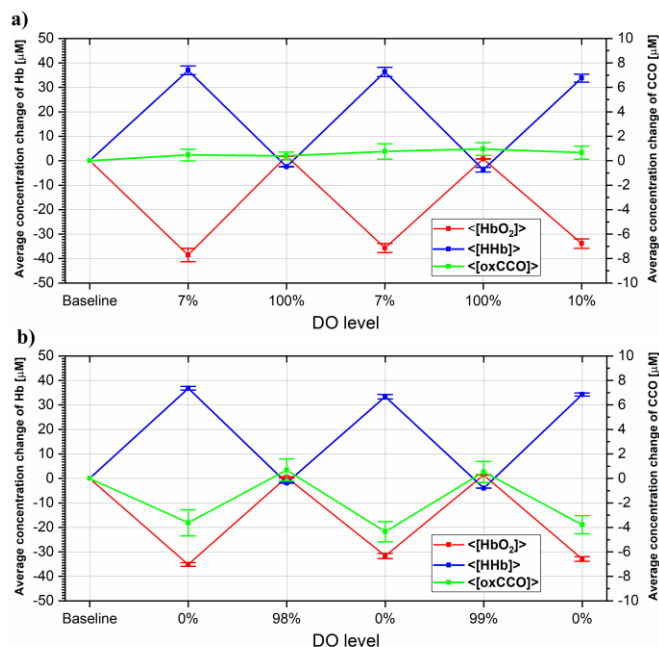 a)
Average concentration change of Hb [µM]
50
40
30
20
10
0
-10
-20
-30
-40
-50
10
8
6
4
2
0
-2
-4
-6
-8
-10
Average concentration change of CCO [µM]
<[HbO₂]>
<[HHb]>
<[oxCCO]>
Baseline 7% 100% 7% 100% 10%
DO level
b)
Average concentration change of Hb [µM]
50
40
30
20
10
0
-10
-20
-30
-40
-50
10
8
6
4
2
0
-2
-4
-6
-8
-10
Average concentration change of CCO [µM]
<[HbO₂]>
<[HHb]>
<[oxCCO]>
Baseline 0% 98% 0% 99% 0%
DO level